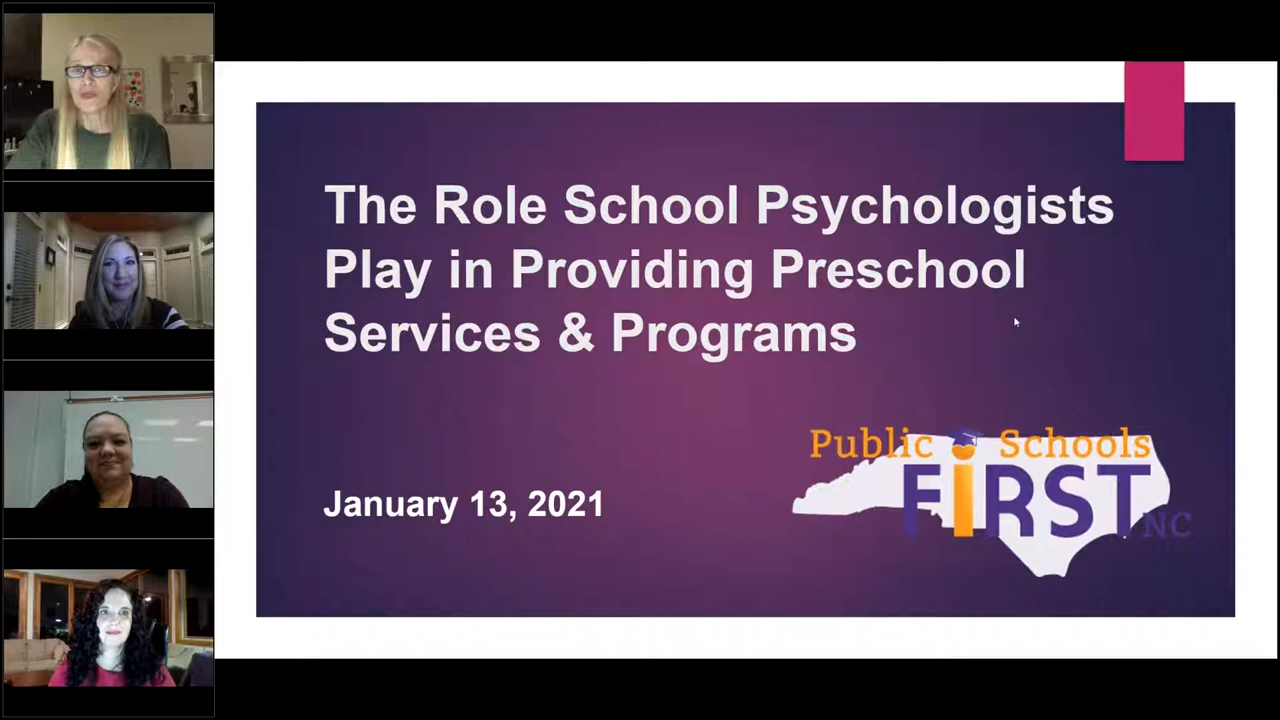 The Role School Psychologists
Play in Providing Preschool
Services & Programs
January 13, 2021
Public Schools
FIRST NC